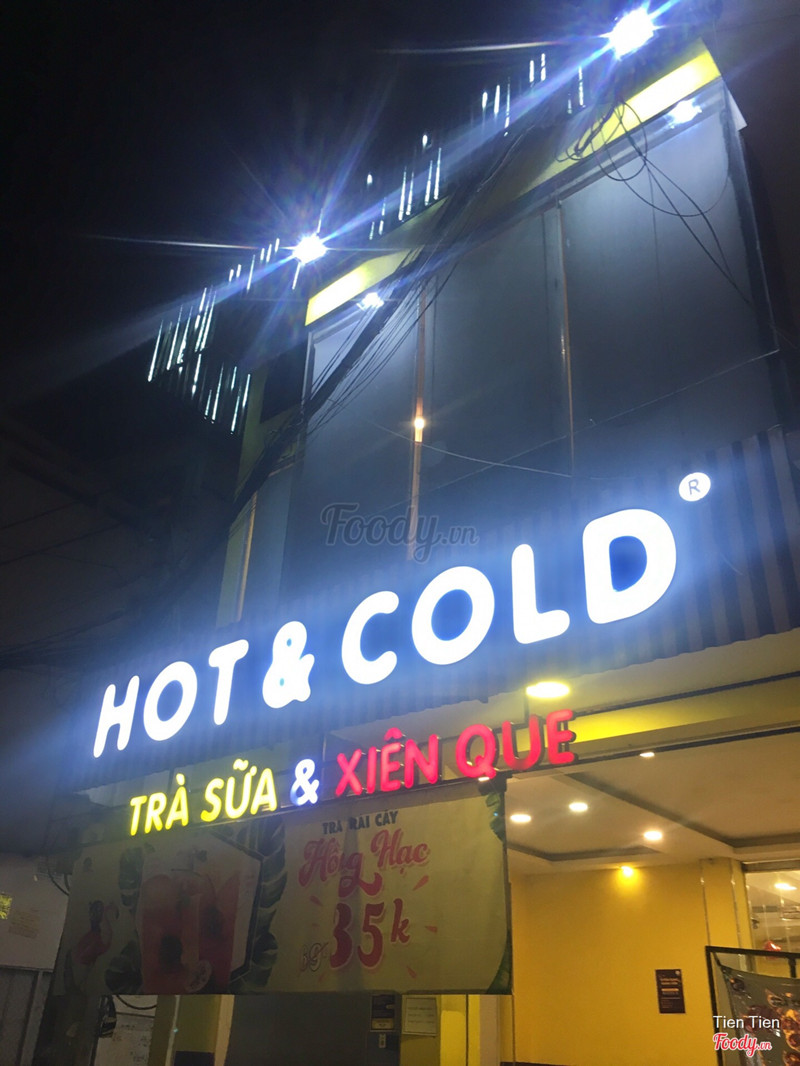 Foody.vn
HOT & COLD ®
TRÀ SỮA & XIÊN QUE
TRÀ TRÁI CÂY
Hồng Hạc
35k
Tien Tien
Foody.vn